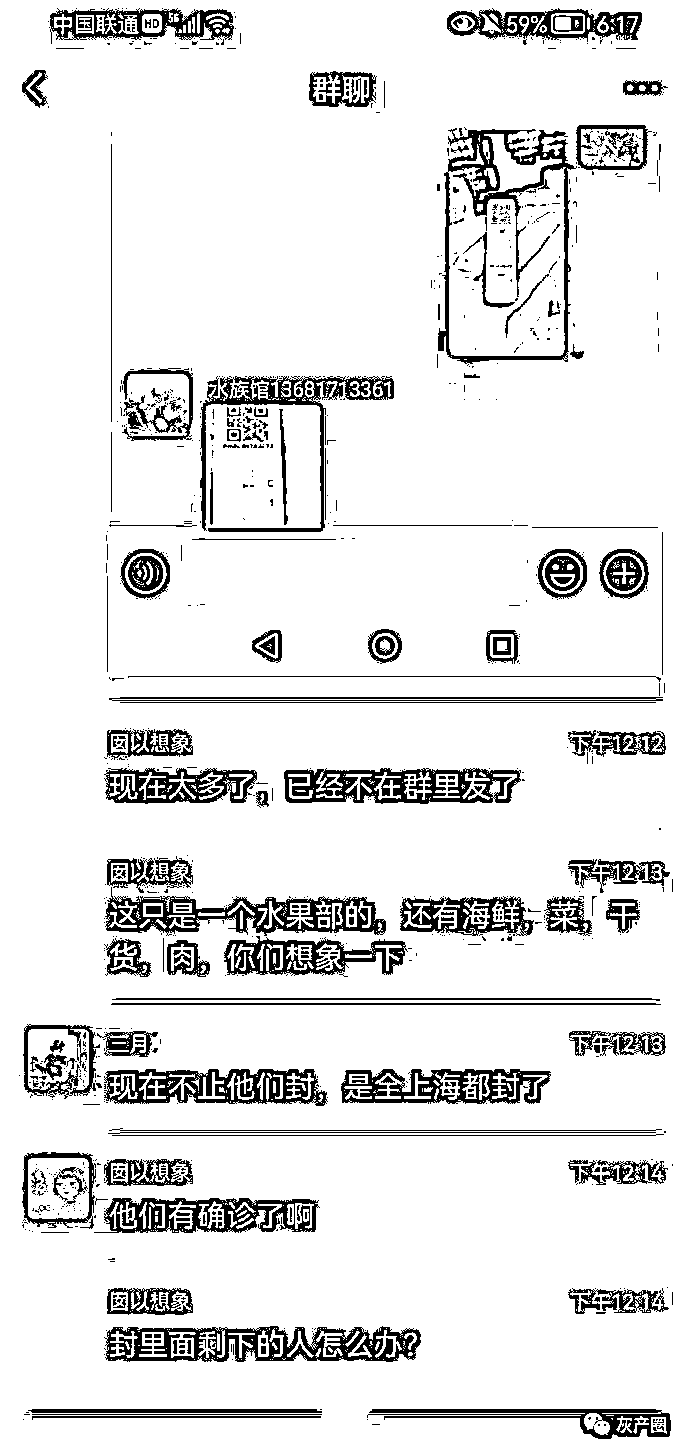 中国联通 HD 5G 59% 6:17
群聊
水族馆13681713361
囡以想象 下午12:12
现在太多了，已经不在群里发了
囡以想象 下午12:13
这只是一个水果部的，还有海鲜，菜，干
货，肉，你们想象一下
三月. 下午12:13
现在不止他们封，是全上海都封了
囡以想象 下午12:14
他们有确诊了啊
囡以想象 下午12:14
封里面剩下的人怎么办?
灰产圈